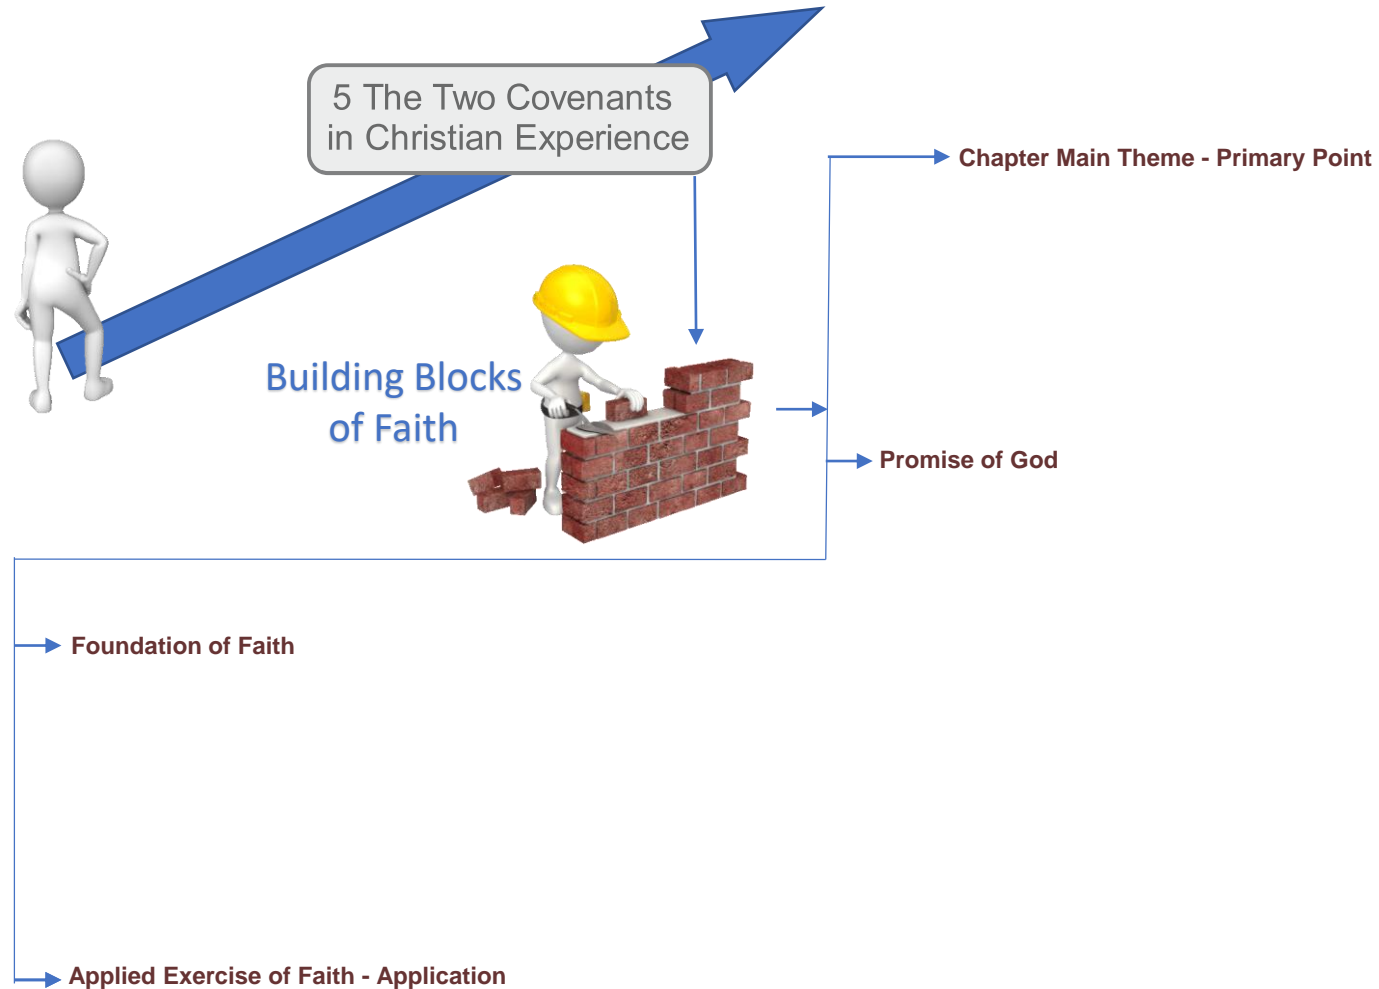 5 The Two Covenants
in Christian Experience
Chapter Main Theme - Primary Point
Building Blocks
of Faith
Promise of God
Foundation of Faith
Applied Exercise of Faith - Application